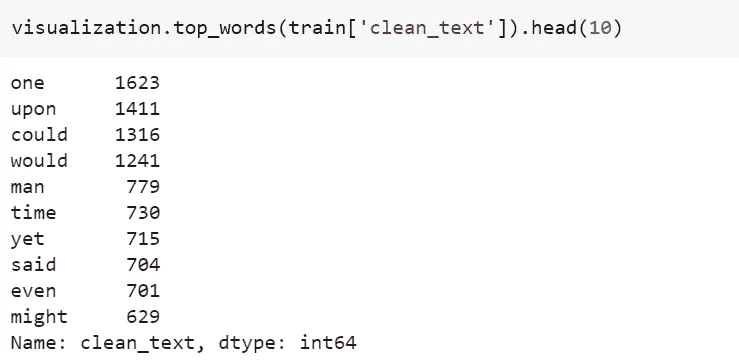 visualization.top_words(train['clean_text']).head(10)
one 1623
upon 1411
could 1316
would 1241
man 779
time 730
yet 715
said 704
even 701
might 629
Name: clean_text, dtype: int64